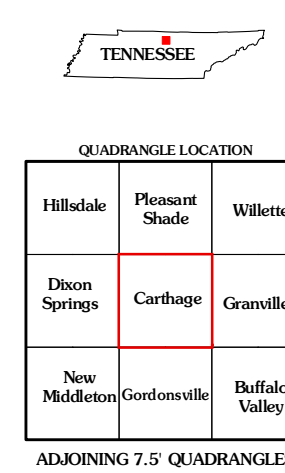 TENNESSEE
QUADRANGLE LOCATION
Hillsdale
Pleasant
Shade
Willette
Dixon
Springs
Carthage
Granville
New
Middleton
Gordonsville
Buffalo
Valley
ADJOINING 7.5' QUADRANGLE